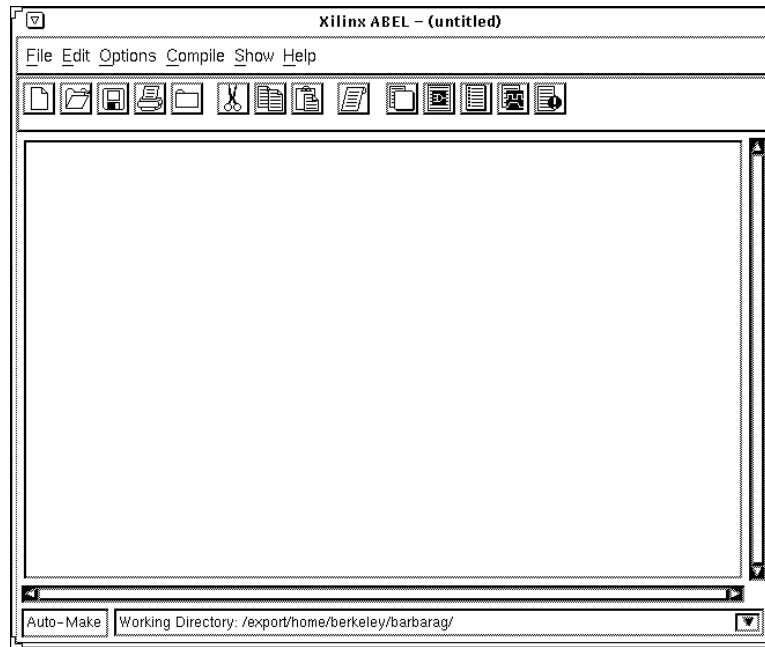 Xilinx ABEL – (untitled)
File Edit Options Compile Show Help
Auto-Make Working Directory: /export/home/berkeley/barbarag/